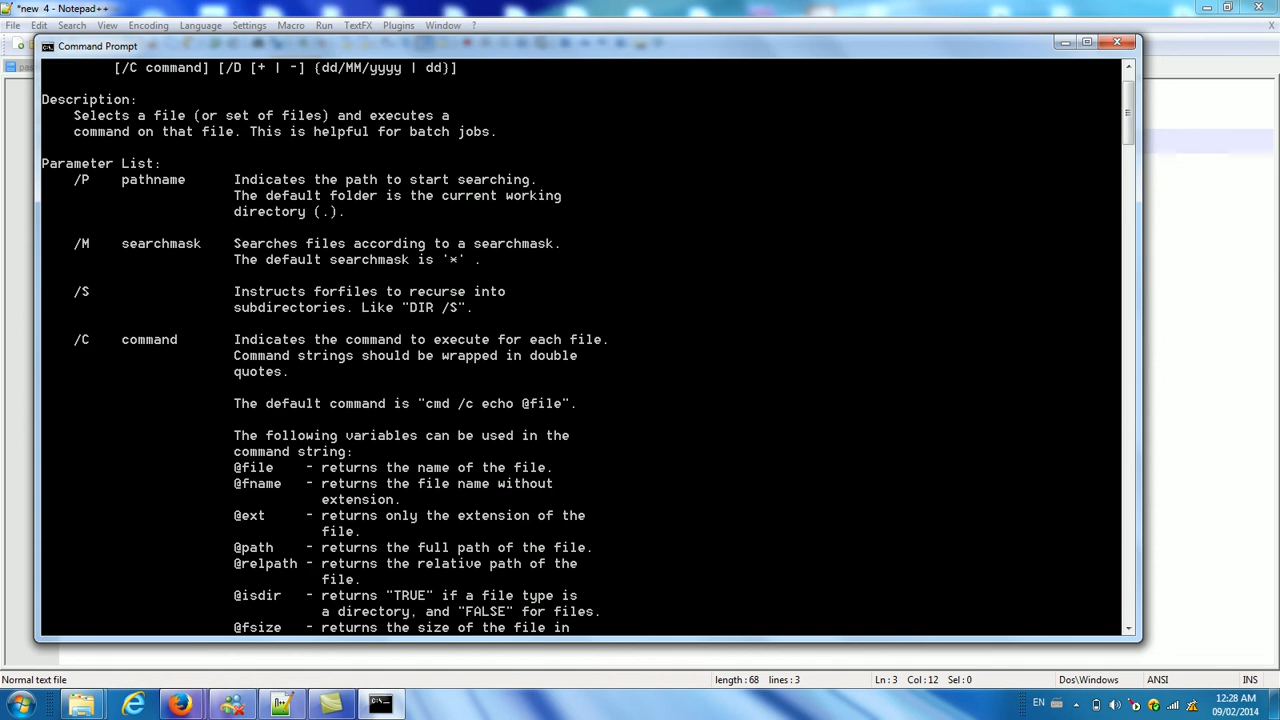 *new 4 - Notepad++
File Edit Search View Encoding Language Settings Macro Run TextFX Plugins Window ?
X
Command Prompt
[/C command] [/D [+ | -] {dd/MM/yyyy | dd}]
Description:
Selects a file (or set of files) and executes a
command on that file. This is helpful for batch jobs.
Parameter List:
/P pathname Indicates the path to start searching.
The default folder is the current working
directory (.).
/M searchmask Searches files according to a searchmask.
The default searchmask is '*' .
/S Instructs forfiles to recurse into
subdirectories. Like "DIR /S".
/C command Indicates the command to execute for each file.
Command strings should be wrapped in double
quotes.
The default command is "cmd /c echo @file".
The following variables can be used in the
command string:
@file - returns the name of the file.
@fname - returns the file name without
extension.
@ext - returns only the extension of the
file.
@path - returns the full path of the file.
@relpath - returns the relative path of the
file.
@isdir - returns "TRUE" if a file type is
a directory, and "FALSE" for files.
@fsize - returns the size of the file in
Normal text file length: 68 lines: 3 Ln: 3 Col: 12 Sel: 0 Dos\Windows ANSI INS
EN 12:28 AM
09/02/2014